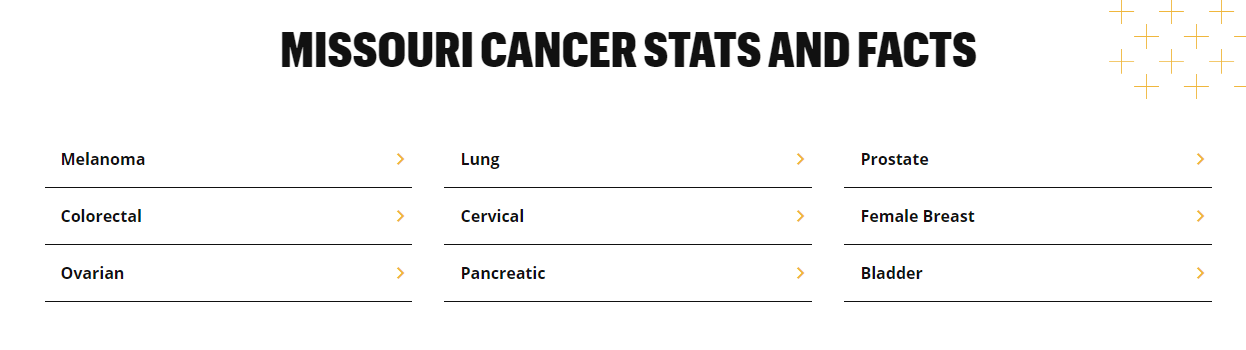 MISSOURI CANCER STATS AND FACTS
Melanoma
Lung
Prostate
Colorectal
Cervical
Female Breast
Ovarian
Pancreatic
Bladder